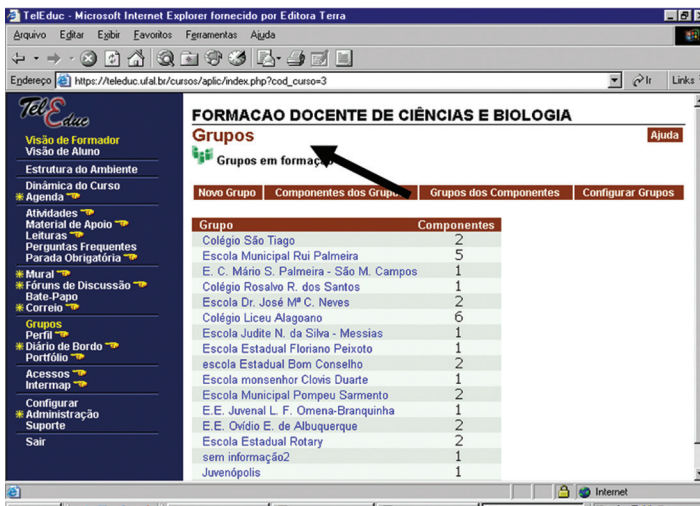 TelEduc - Microsoft Internet Explorer fornecido por Editora Terra
Arquivo Editar Exibir Favoritos Ferramentas Ajuda
Endereço https://teleduc.ufal.br/cursos/aplic/index.php?cod_curso=3 Ir Links
TelEduc
Visão de Formador
Visão de Aluno
Estrutura do Ambiente
Dinâmica do Curso
Agenda
Atividades
Material de Apoio
Leituras
Perguntas Frequentes
Parada Obrigatória
Mural
Fóruns de Discussão
Bate-Papo
Correio
Grupos
Perfil
Diário de Bordo
Portfólio
Acessos
Intermap
Configurar
Administração
Suporte
Sair
FORMACAO DOCENTE DE CIÊNCIAS E BIOLOGIA
Grupos Ajuda
Grupos em formação
Novo Grupo Componentes dos Grupos Grupos dos Componentes Configurar Grupos
Grupo Componentes
Colégio São Tiago 2
Escola Municipal Rui Palmeira 5
E. C. Mário S. Palmeira - São M. Campos 1
Colégio Rosalvo R. dos Santos 1
Escola Dr. José Mª C. Neves 2
Colégio Liceu Alagoano 6
Escola Judite N. da Silva - Messias 1
Escola Estadual Floriano Peixoto 1
escola Estadual Bom Conselho 2
Escola monsenhor Clovis Duarte 1
Escola Municipal Pompeu Sarmento 2
E.E. Juvenal L. F. Omena-Branquinha 1
E.E. Ovídio E. de Albuquerque 2
Escola Estadual Rotary 2
sem informação2 1
Juvenópolis 1
Internet